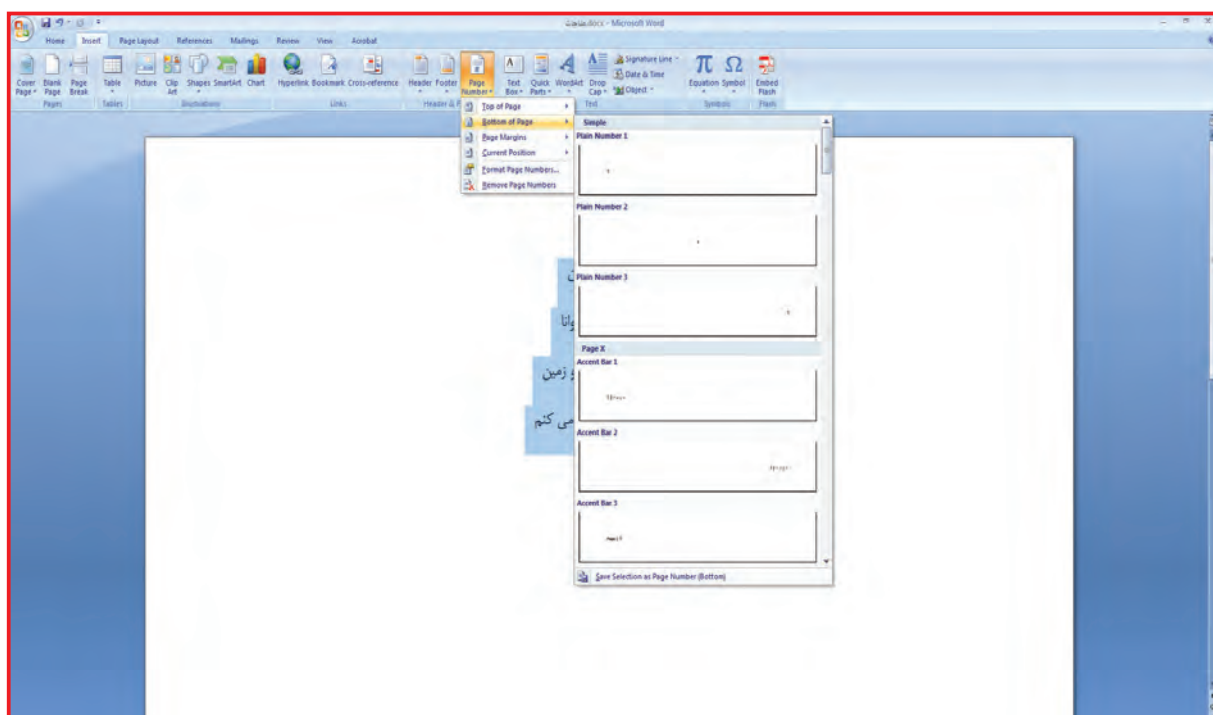 .docx - Microsoft Word
Home Insert Page Layout References Mailings Review View Acrobat
Cover Page Blank Page Page Break Table Picture Clip Art Shapes SmartArt Chart Hyperlink Bookmark Cross-reference Header Footer Page Number Text Box Quick Parts WordArt Drop Cap Signature Line Date & Time Object Equation Symbol Embed Flash
Pages Tables Illustrations Links Header & F Text Symbols Flash
Top of Page
Bottom of Page
Page Margins
Current Position
Format Page Numbers...
Remove Page Numbers
Simple
Plain Number 1
Plain Number 2
Plain Number 3
Page X
Accent Bar 1
Accent Bar 2
Accent Bar 3
Save Selection as Page Number (Bottom)
ن
وانا
و زمین
می کنم